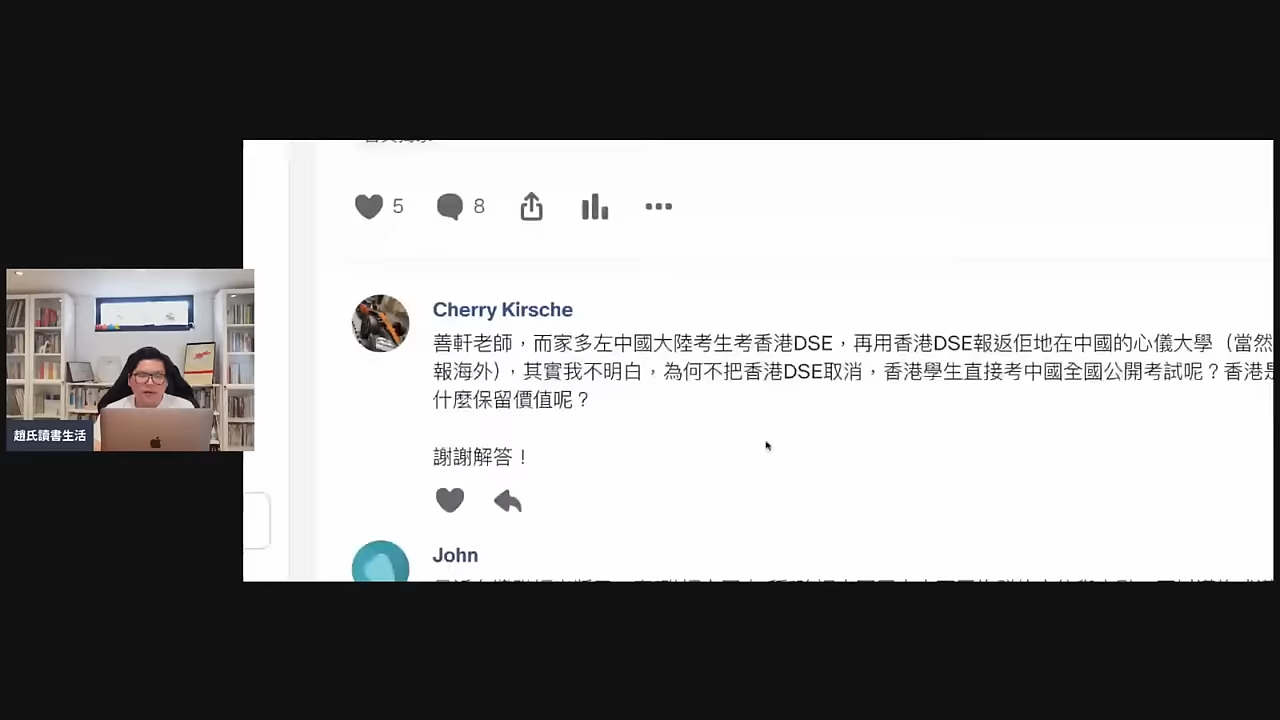 5
8
Cherry Kirsche
善軒老師，而家多左中國大陸考生考香港DSE，再用香港DSE報返佢地在中國的心儀大學（當然
報海外），其實我不明白，為何不把香港DSE取消，香港學生直接考中國全國公開考試呢？香港是
什麼保留價值呢？
謝謝解答！
趙氏讀書生活
John